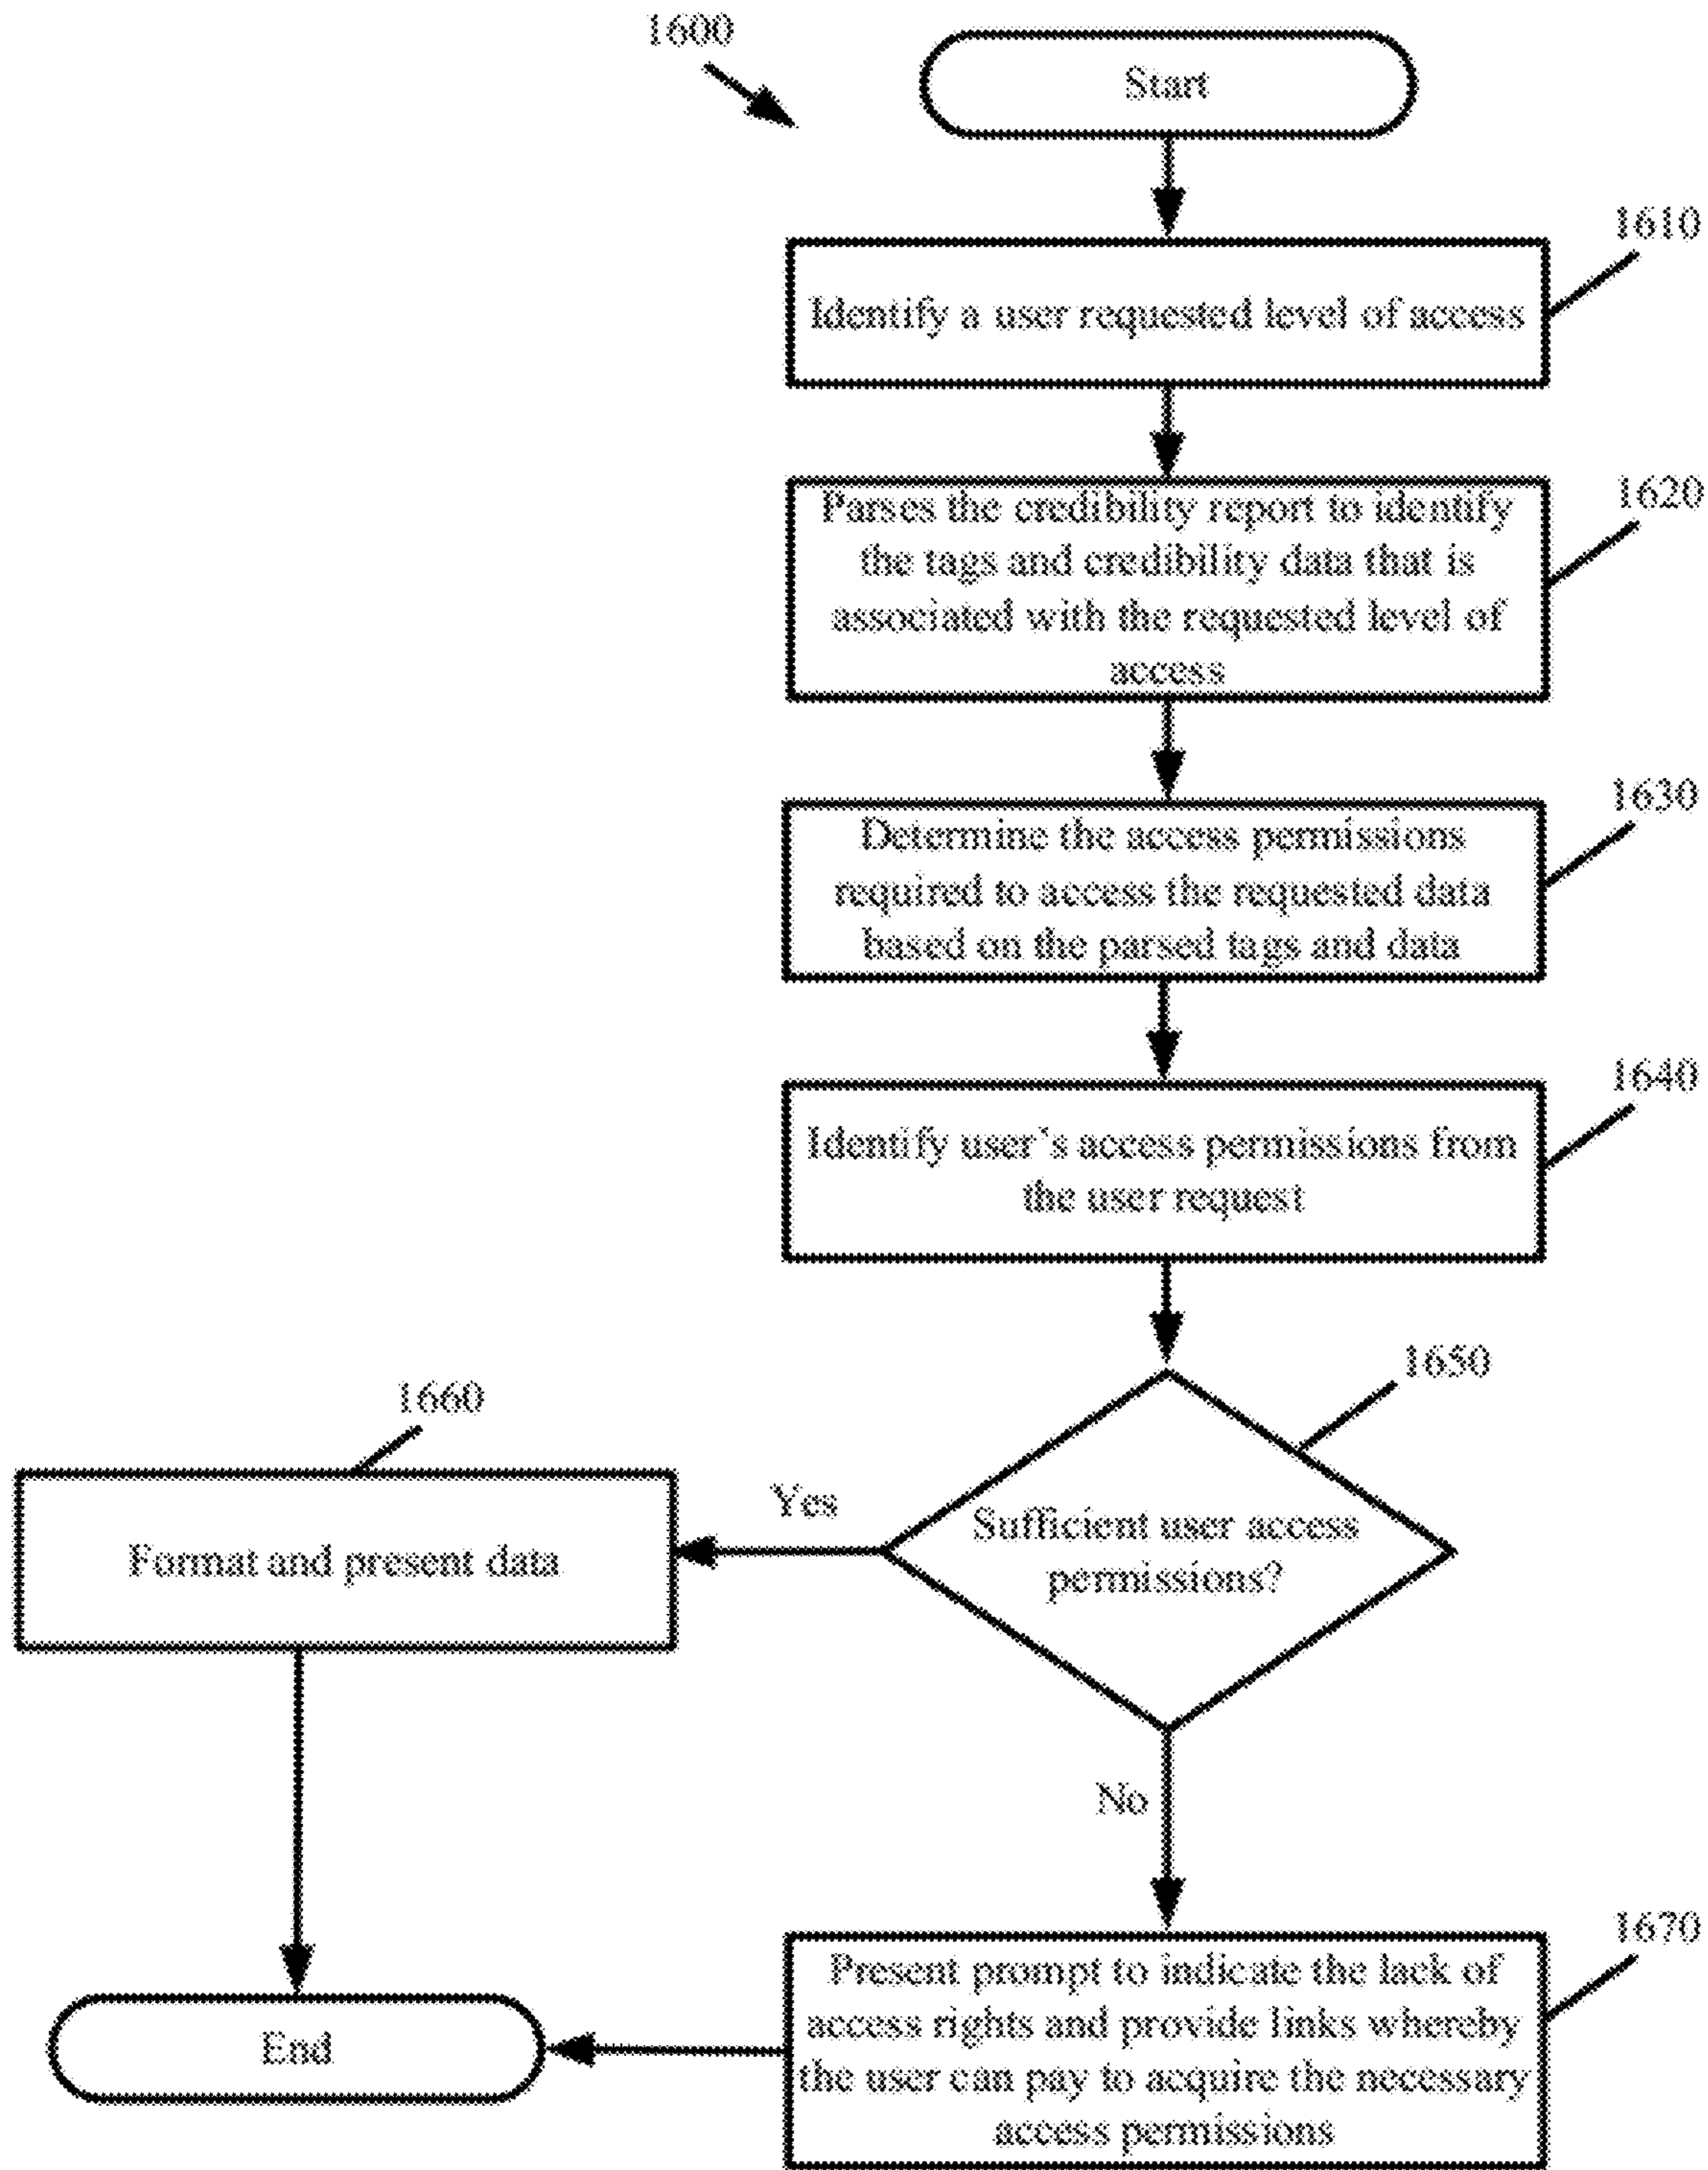 1600
Start
1610
Identify a user requested level of access
1620
Parses the credibility report to identify
the tags and credibility data that is
associated with the requested level of
access
1630
Determine the access permissions
required to access the requested data
based on the parsed tags and data
1640
Identify user's access permissions from
the user request
1650
Sufficient user access
permissions?
Yes
1660
Format and present data
No
1670
Present prompt to indicate the lack of
access rights and provide links whereby
the user can pay to acquire the necessary
access permissions
End